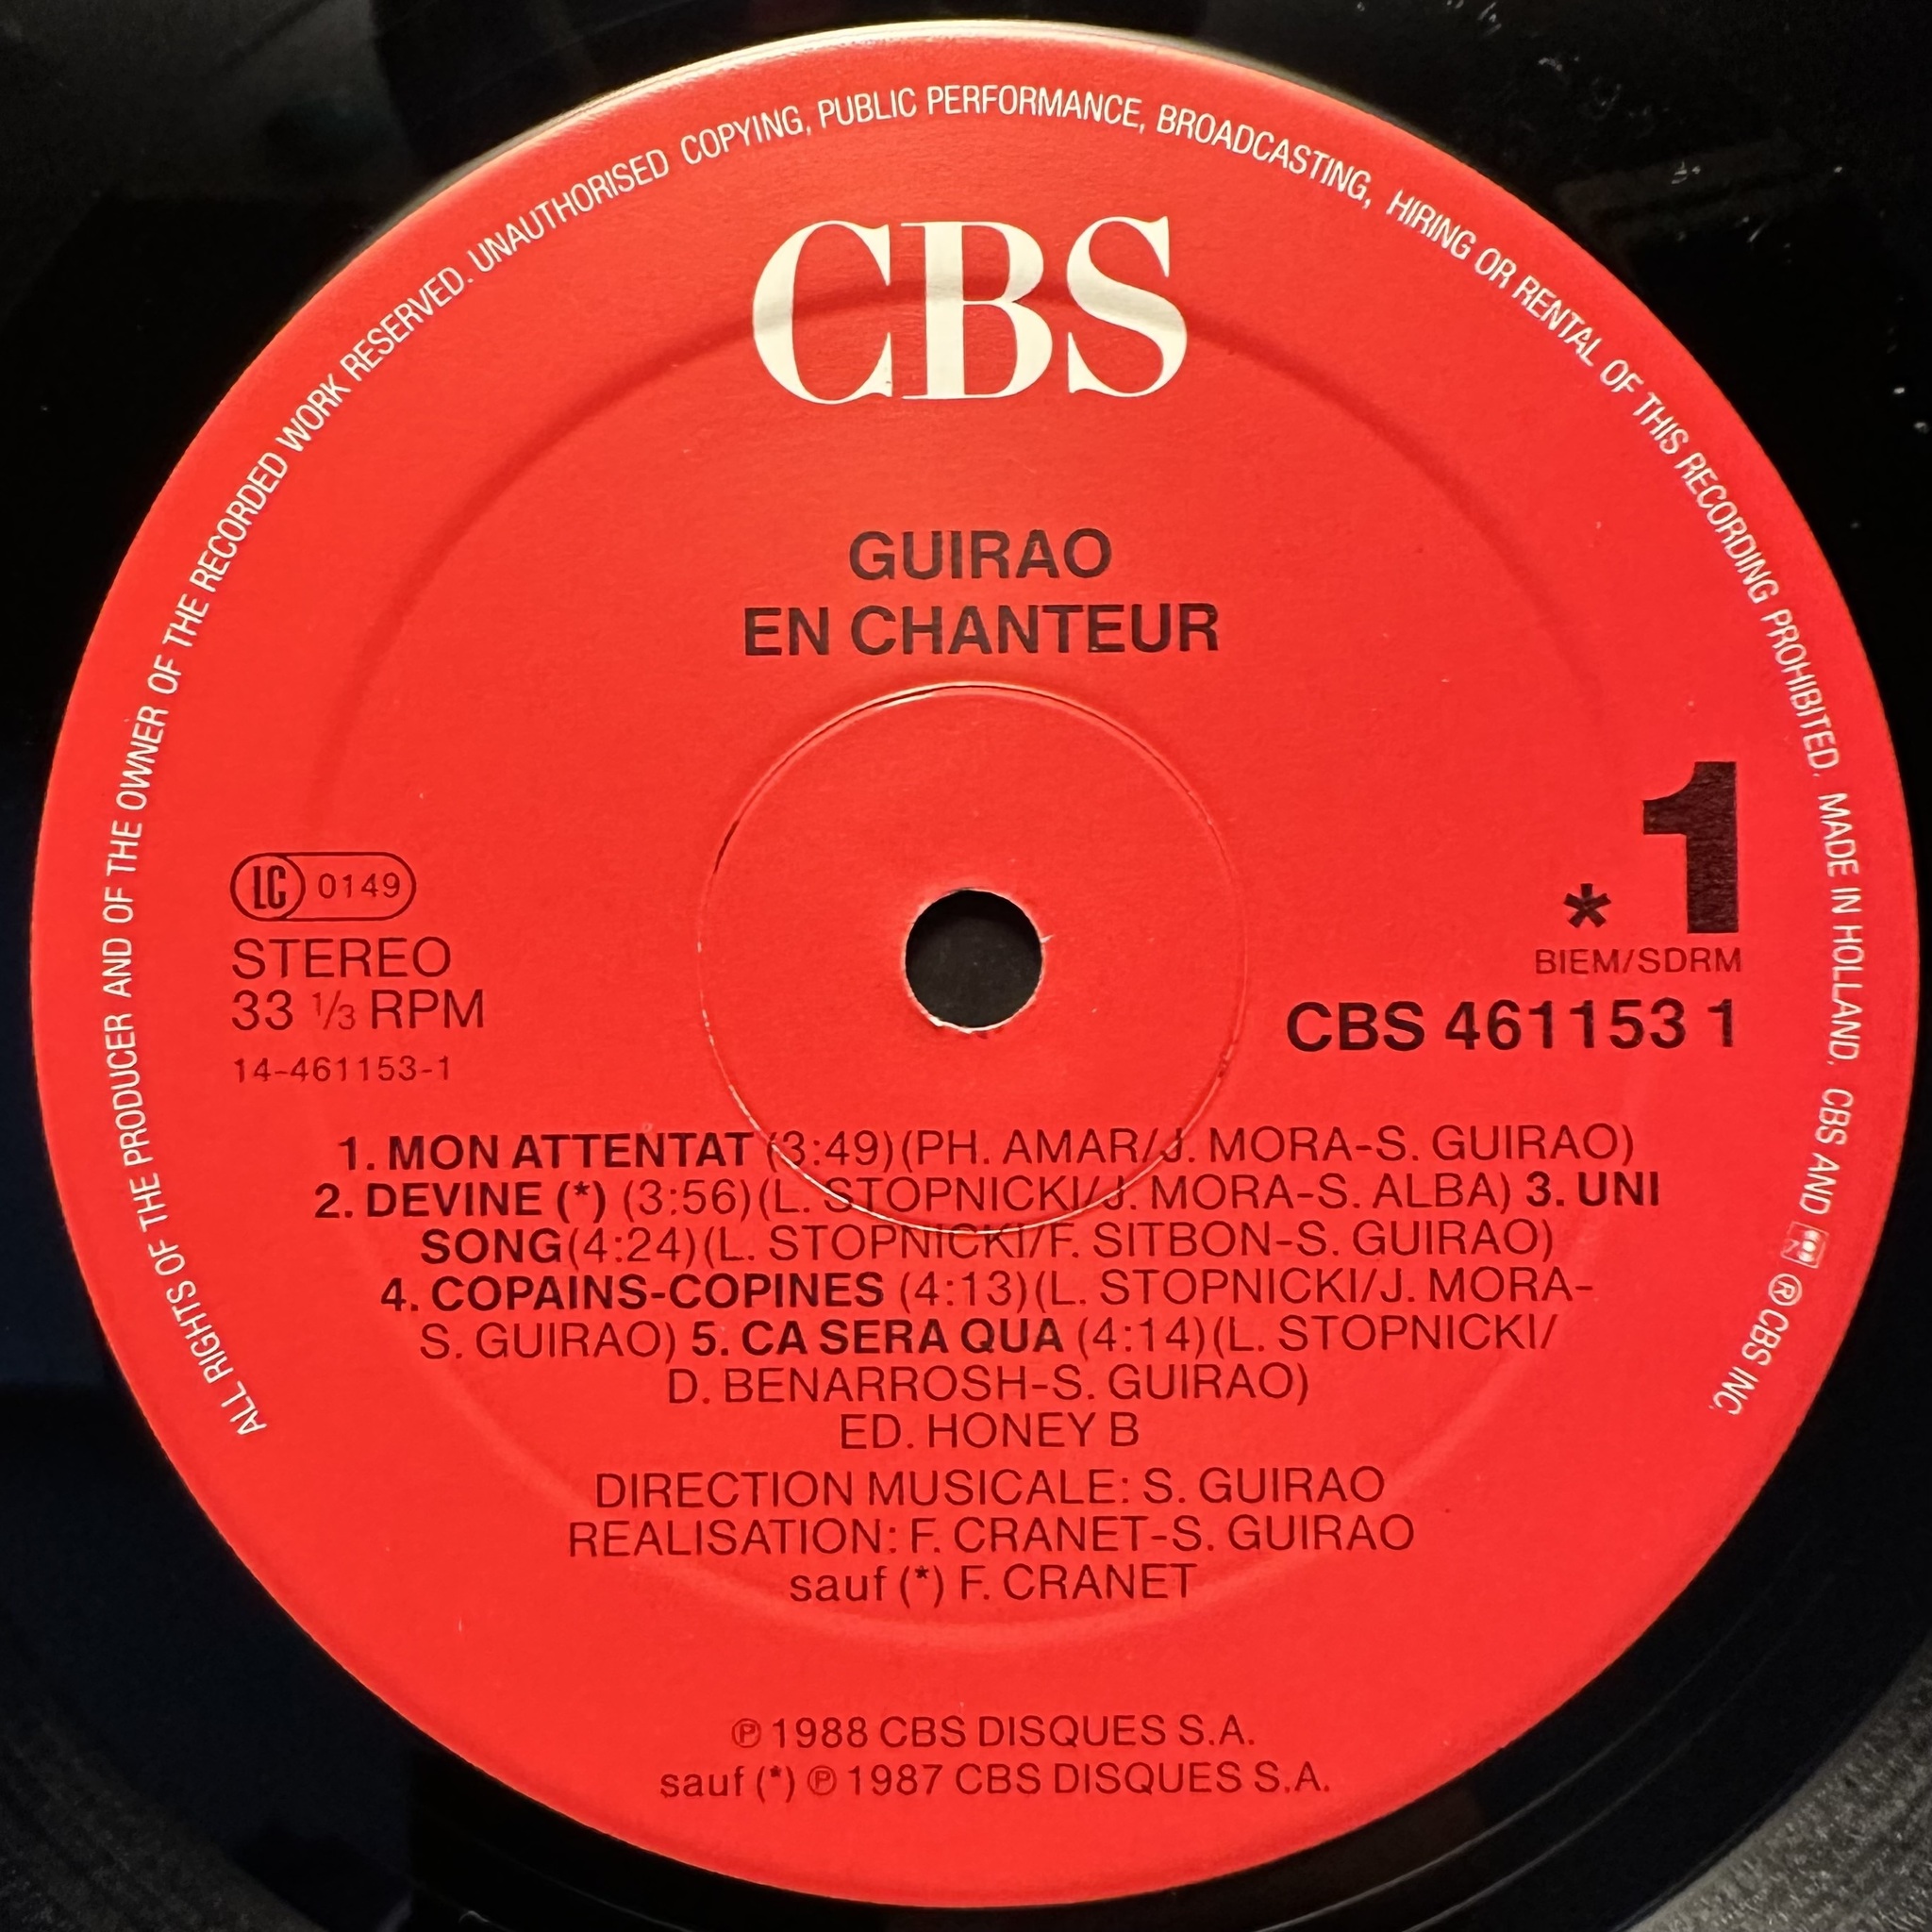 ALL RIGHTS OF THE PRODUCER AND OF THE OWNER OF THE RECORDED WORK RESERVED. UNAUTHORISED COPYING, PUBLIC PERFORMANCE, BROADCASTING, HIRING OR RENTAL OF THIS RECORDING PROHIBITED. MADE IN HOLLAND, CBS AND ® CBS INC.
CBS
GUIRAO
EN CHANTEUR
LC 0149
STEREO
33 1/3 RPM
14-461153-1
* 1
BIEM/SDRM
CBS 461153 1
1. MON ATTENTAT (3:49)(PH. AMAR/J. MORA-S. GUIRAO)
2. DEVINE (*) (3:56)(L. STOPNICKI/J. MORA-S. ALBA) 3. UNI
SONG(4:24)(L. STOPNICKI/F. SITBON-S. GUIRAO)
4. COPAINS-COPINES (4:13)(L. STOPNICKI/J. MORA-
S. GUIRAO) 5. CA SERA QUA (4:14)(L. STOPNICKI/
D. BENARROSH-S. GUIRAO)
ED. HONEY B
DIRECTION MUSICALE: S. GUIRAO
REALISATION: F. CRANET-S. GUIRAO
sauf (*) F. CRANET
℗ 1988 CBS DISQUES S.A.
sauf (*) ℗ 1987 CBS DISQUES S.A.